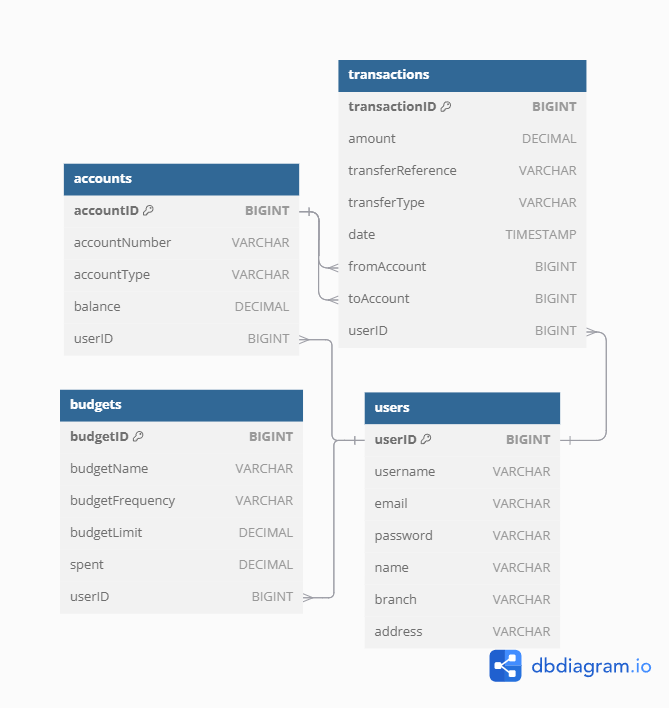 transactions
transactionID BIGINT
amount DECIMAL
transferReference VARCHAR
transferType VARCHAR
date TIMESTAMP
fromAccount BIGINT
toAccount BIGINT
userID BIGINT
accounts
accountID BIGINT
accountNumber VARCHAR
accountType VARCHAR
balance DECIMAL
userID BIGINT
budgets
budgetID BIGINT
budgetName VARCHAR
budgetFrequency VARCHAR
budgetLimit DECIMAL
spent DECIMAL
userID BIGINT
users
userID BIGINT
username VARCHAR
email VARCHAR
password VARCHAR
name VARCHAR
branch VARCHAR
address VARCHAR
dbdiagram.io